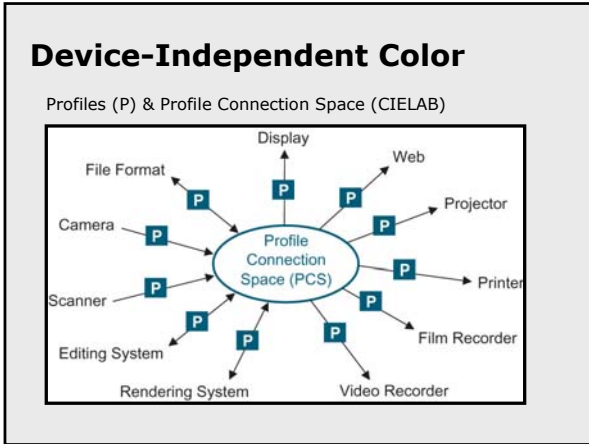 Device-Independent Color
Profiles (P) & Profile Connection Space (CIELAB)
Display
File Format
Web
P
P
P
Camera
P
Projector
P
Profile
Connection
Space (PCS)
P
Printer
Scanner
P
P
Film Recorder
Editing System
P
P
P
Rendering System
Video Recorder